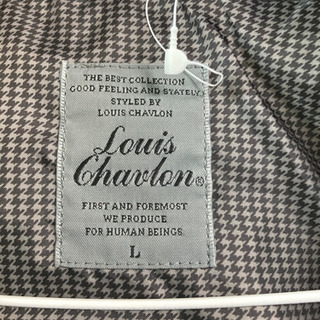 THE BEST COLLECTION
GOOD FEELING AND STATELY
STYLED BY
LOUIS CHAVLON
Louis
Chavlon®
FIRST AND FOREMOST
WE PRODUCE
FOR HUMAN BEINGS
L